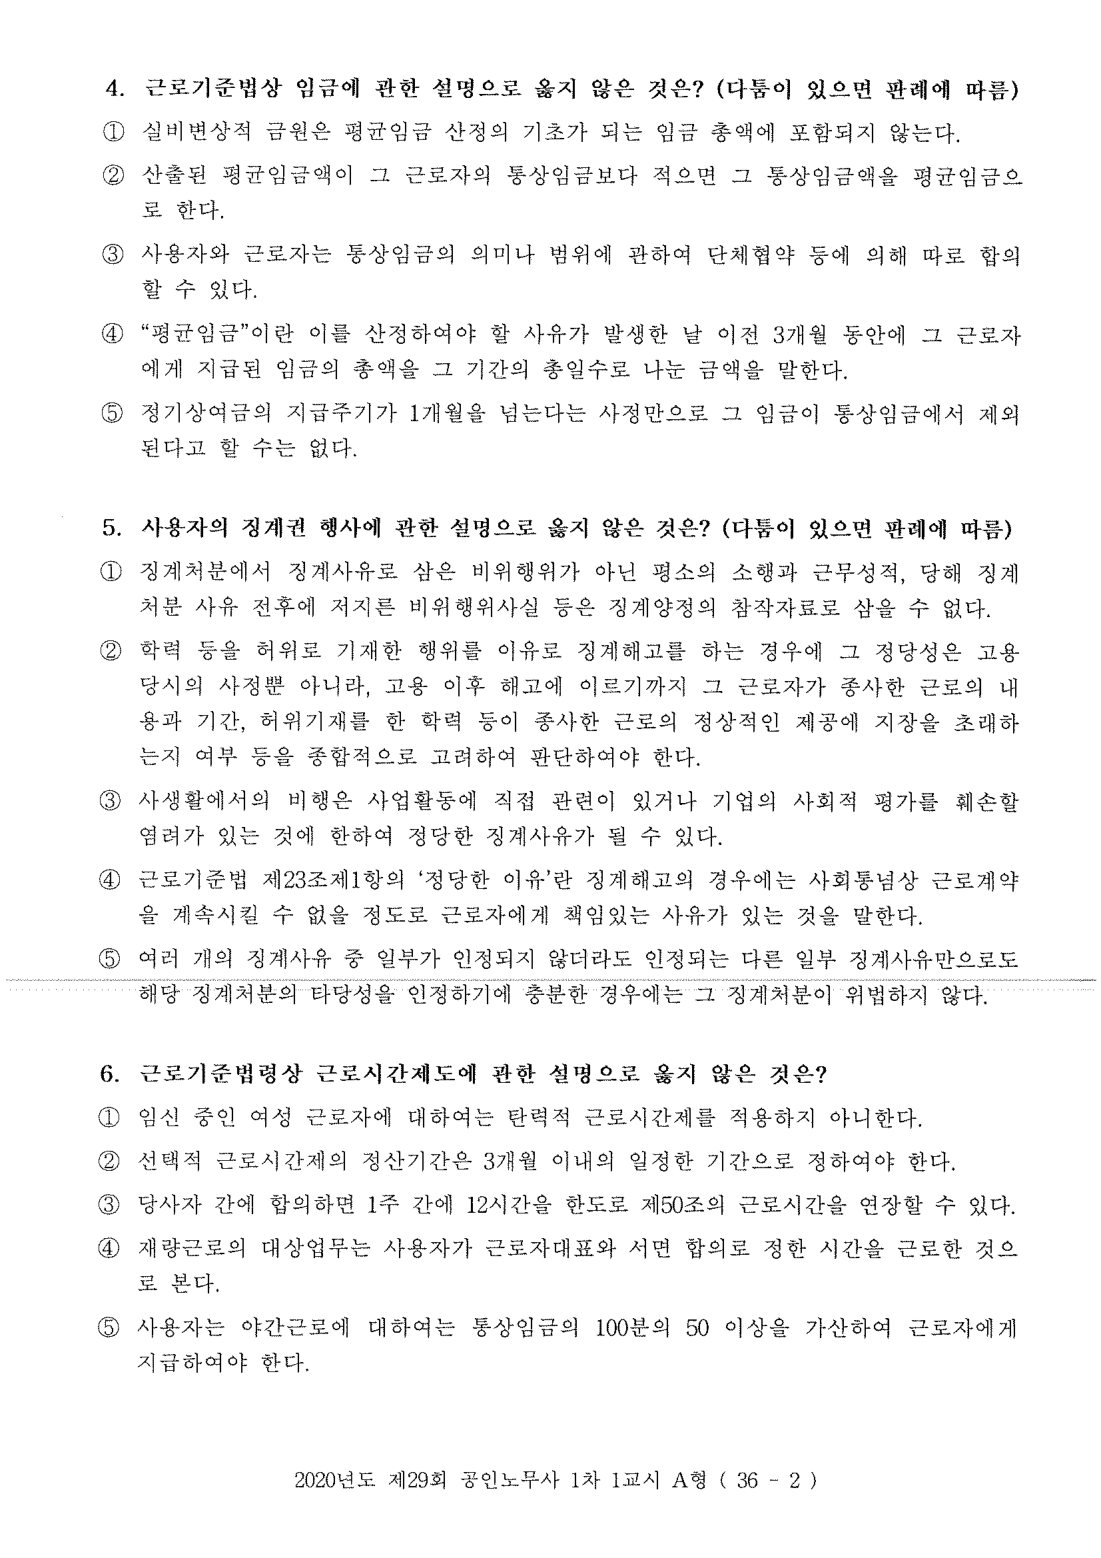 4. 근로기준법상 임금에 관한 설명으로 옳지 않은 것은? (다툼이 있으면 판례에 따름)
① 실비변상적 금원은 평균임금 산정의 기초가 되는 임금 총액에 포함되지 않는다.
② 산출된 평균임금액이 그 근로자의 통상임금보다 적으면 그 통상임금액을 평균임금으
로 한다.
③ 사용자와 근로자는 통상임금의 의미나 범위에 관하여 단체협약 등에 의해 따로 합의
할 수 있다.
④ “평균임금”이란 이를 산정하여야 할 사유가 발생한 날 이전 3개월 동안에 그 근로자
에게 지급된 임금의 총액을 그 기간의 총일수로 나눈 금액을 말한다.
⑤ 정기상여금의 지급주기가 1개월을 넘는다는 사정만으로 그 임금이 통상임금에서 제외
된다고 할 수는 없다.
5. 사용자의 징계권 행사에 관한 설명으로 옳지 않은 것은? (다툼이 있으면 판례에 따름)
① 징계처분에서 징계사유로 삼은 비위행위가 아닌 평소의 소행과 근무성적, 당해 징계
처분 사유 전후에 저지른 비위행위사실 등은 징계양정의 참작자료로 삼을 수 없다.
② 학력 등을 허위로 기재한 행위를 이유로 징계해고를 하는 경우에 그 정당성은 고용
당시의 사정뿐 아니라, 고용 이후 해고에 이르기까지 그 근로자가 종사한 근로의 내
용과 기간, 허위기재를 한 학력 등이 종사한 근로의 정상적인 제공에 지장을 초래하
는지 여부 등을 종합적으로 고려하여 판단하여야 한다.
③ 사생활에서의 비행은 사업활동에 직접 관련이 있거나 기업의 사회적 평가를 훼손할
염려가 있는 것에 한하여 정당한 징계사유가 될 수 있다.
④ 근로기준법 제23조제1항의 ‘정당한 이유’란 징계해고의 경우에는 사회통념상 근로계약
을 계속시킬 수 없을 정도로 근로자에게 책임있는 사유가 있는 것을 말한다.
⑤ 여러 개의 징계사유 중 일부가 인정되지 않더라도 인정되는 다른 일부 징계사유만으로도
해당 징계처분의 타당성을 인정하기에 충분한 경우에는 그 징계처분이 위법하지 않다.
6. 근로기준법령상 근로시간제도에 관한 설명으로 옳지 않은 것은?
① 임신 중인 여성 근로자에 대하여는 탄력적 근로시간제를 적용하지 아니한다.
② 선택적 근로시간제의 정산기간은 3개월 이내의 일정한 기간으로 정하여야 한다.
③ 당사자 간에 합의하면 1주 간에 12시간을 한도로 제50조의 근로시간을 연장할 수 있다.
④ 재량근로의 대상업무는 사용자가 근로자대표와 서면 합의로 정한 시간을 근로한 것으
로 본다.
⑤ 사용자는 야간근로에 대하여는 통상임금의 100분의 50 이상을 가산하여 근로자에게
지급하여야 한다.
2020년도 제29회 공인노무사 1차 1교시 A형 ( 36 - 2 )